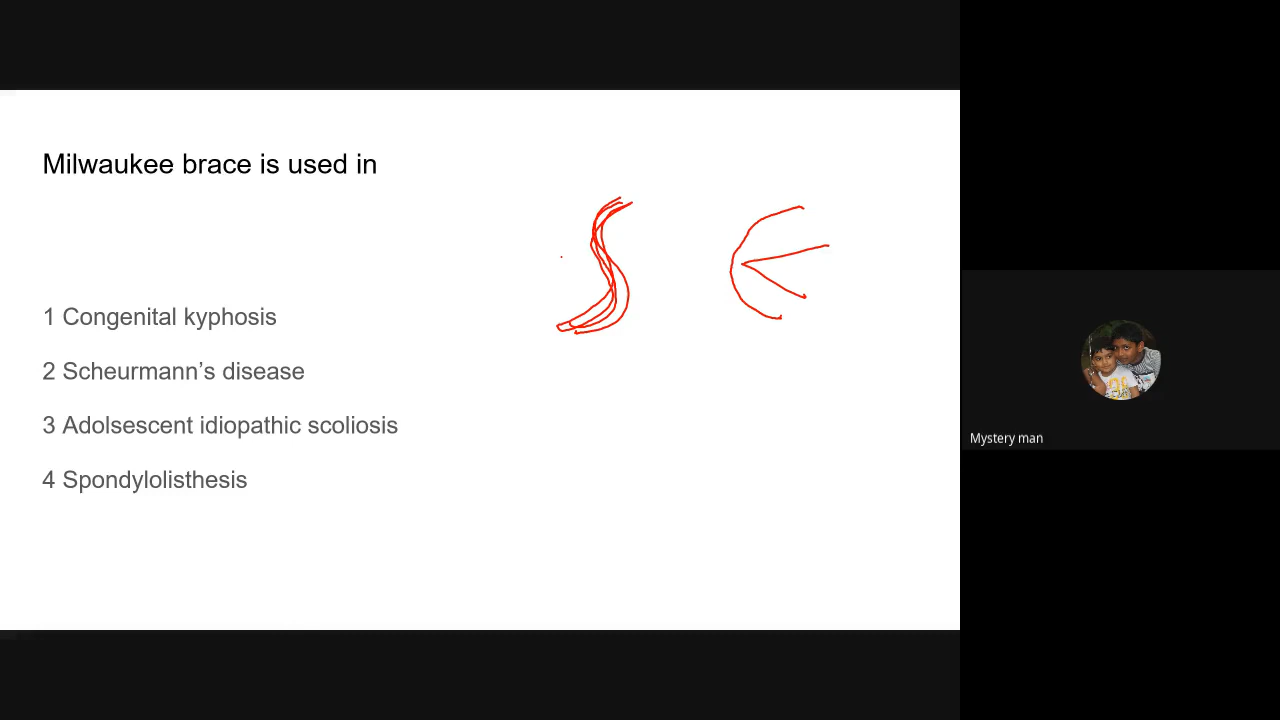 Milwaukee brace is used in
1 Congenital kyphosis
2 Scheurmann’s disease
3 Adolsescent idiopathic scoliosis
4 Spondylolisthesis
Mystery man